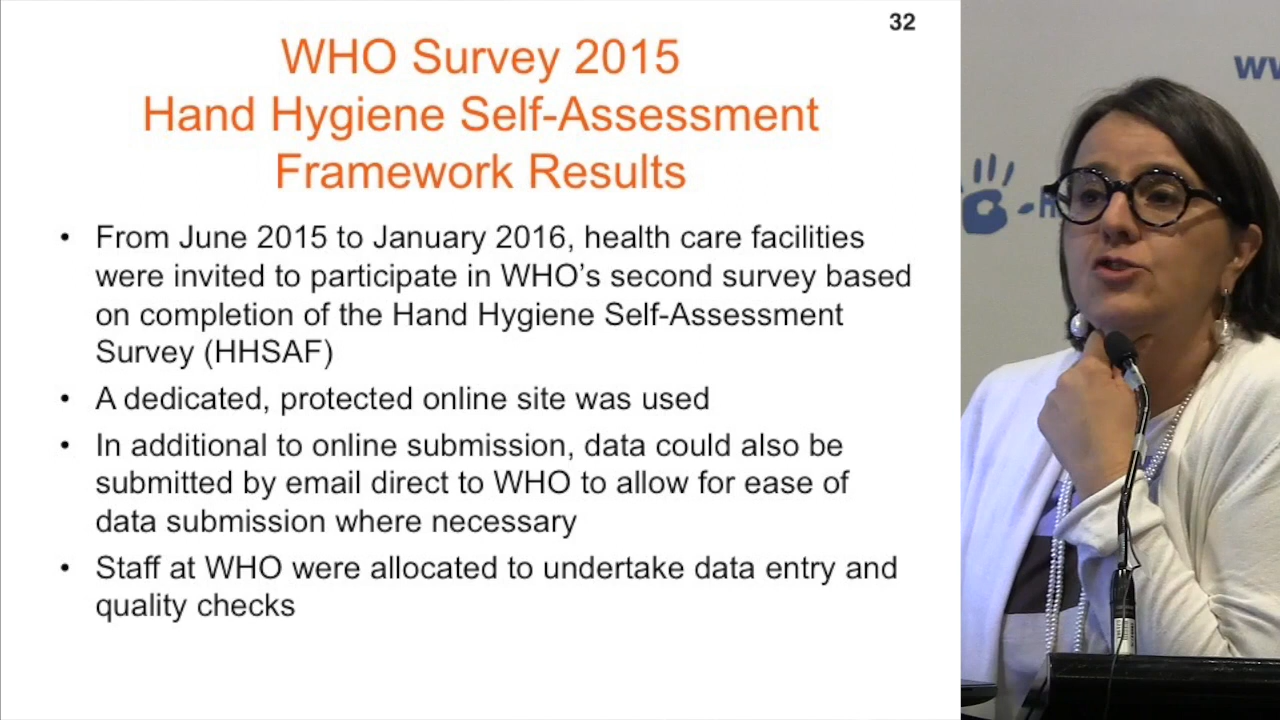 32
WHO Survey 2015
Hand Hygiene Self-Assessment
Framework Results
• From June 2015 to January 2016, health care facilities
were invited to participate in WHO's second survey based
on completion of the Hand Hygiene Self-Assessment
Survey (HHSAF)
• A dedicated, protected online site was used
• In additional to online submission, data could also be
submitted by email direct to WHO to allow for ease of
data submission where necessary
• Staff at WHO were allocated to undertake data entry and
quality checks